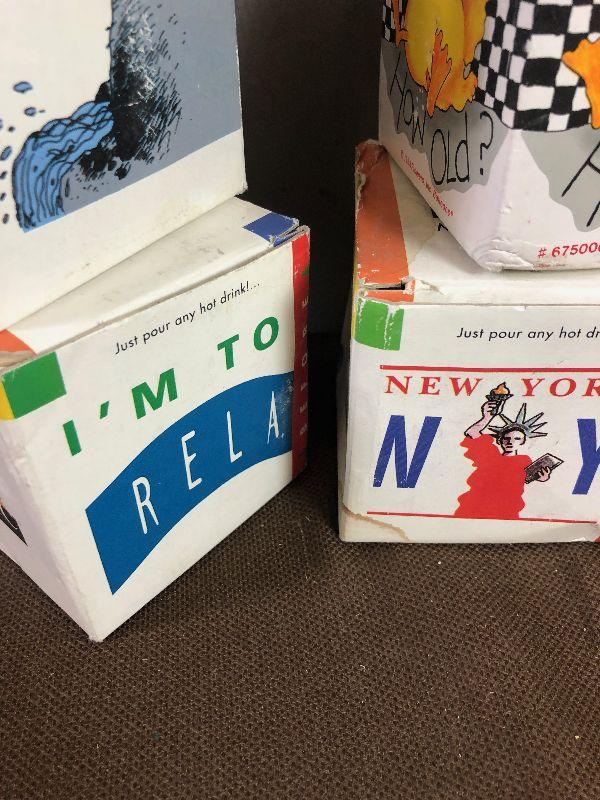 HOW Old?
# 67500
Just pour any hot drink!...
I'M TO
RELA
Just pour any hot dr
NEW YOR
N Y